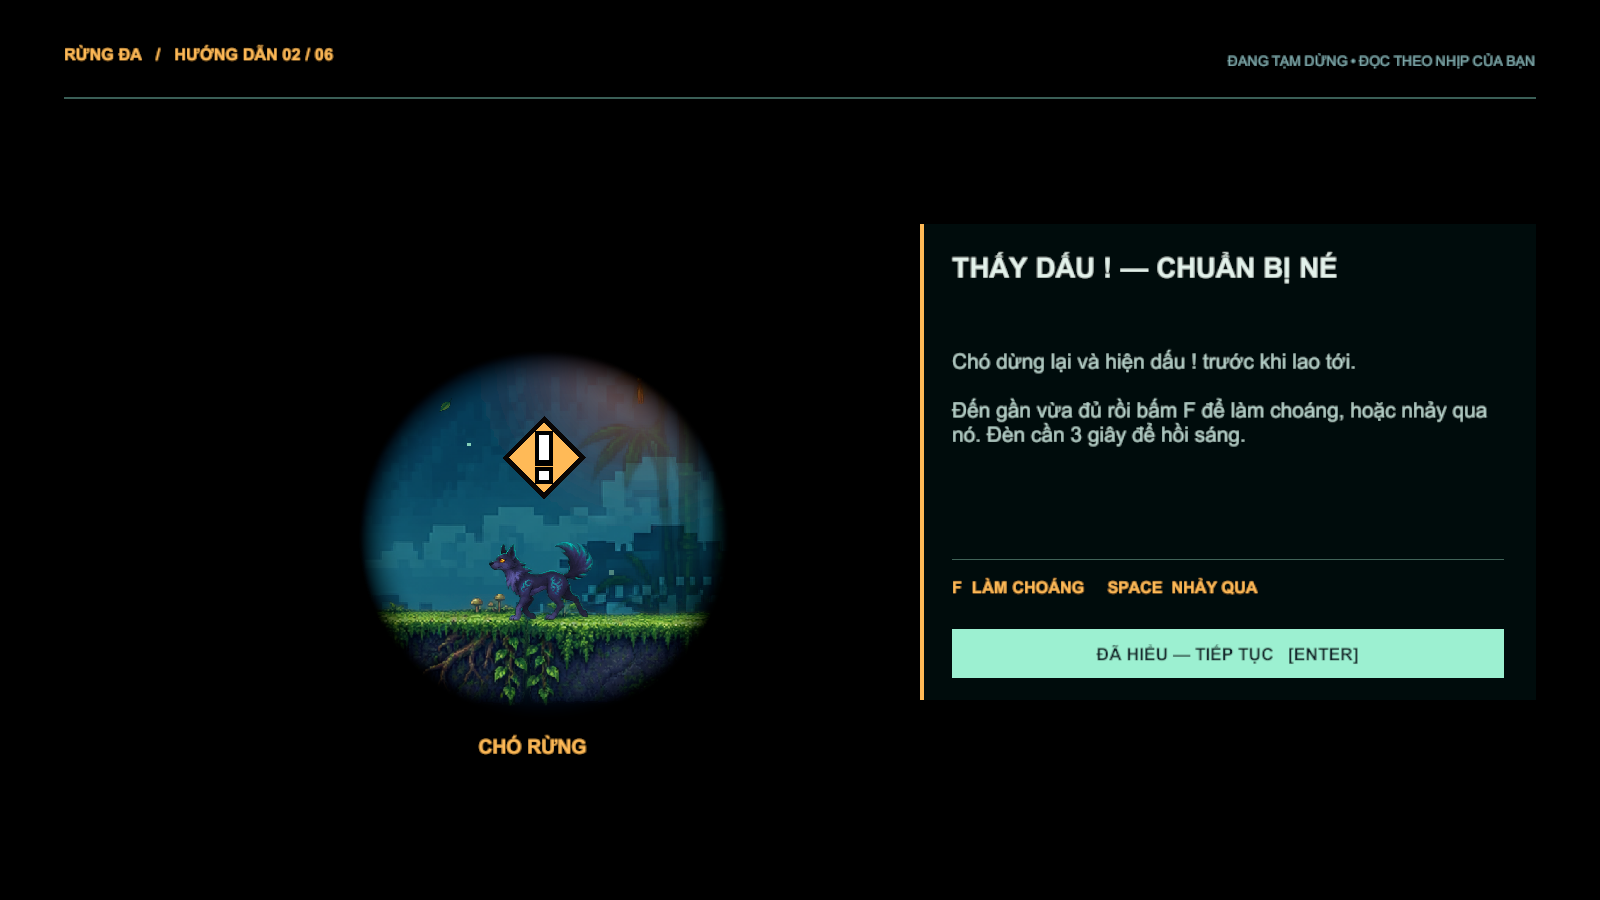 RỪNG ĐA / HƯỚNG DẪN 02 / 06
ĐANG TẠM DỪNG • ĐỌC THEO NHỊP CỦA BẠN
THẤY DẤU ! — CHUẨN BỊ NÉ
Chó dừng lại và hiện dấu ! trước khi lao tới.
Đến gần vừa đủ rồi bấm F để làm choáng, hoặc nhảy qua
nó. Đèn cần 3 giây để hồi sáng.
F LÀM CHOÁNG SPACE NHẢY QUA
ĐÃ HIỂU — TIẾP TỤC [ENTER]
!
CHÓ RỪNG